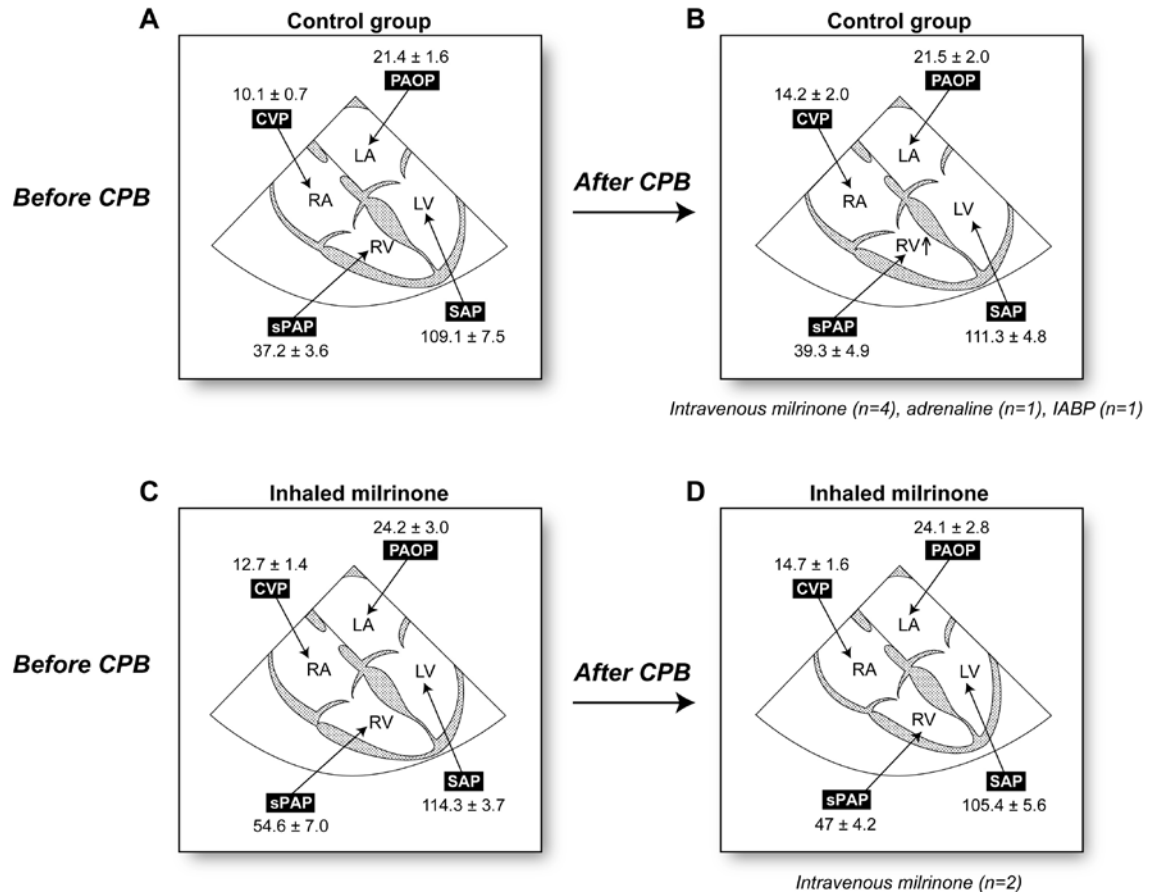 A
Control group
21.4 ± 1.6
PAOP
10.1 ± 0.7
CVP
LA
RA
LV
RV
sPAP
37.2 ± 3.6
SAP
109.1 ± 7.5
Before CPB
After CPB
B
Control group
21.5 ± 2.0
PAOP
14.2 ± 2.0
CVP
LA
RA
LV
RV↑
sPAP
39.3 ± 4.9
SAP
111.3 ± 4.8
Intravenous milrinone (n=4), adrenaline (n=1), IABP (n=1)
C
Inhaled milrinone
24.2 ± 3.0
PAOP
12.7 ± 1.4
CVP
LA
RA
LV
RV
SAP
114.3 ± 3.7
sPAP
54.6 ± 7.0
Before CPB
After CPB
D
Inhaled milrinone
24.1 ± 2.8
PAOP
14.7 ± 1.6
CVP
LA
RA
LV
RV
SAP
105.4 ± 5.6
sPAP
47 ± 4.2
Intravenous milrinone (n=2)